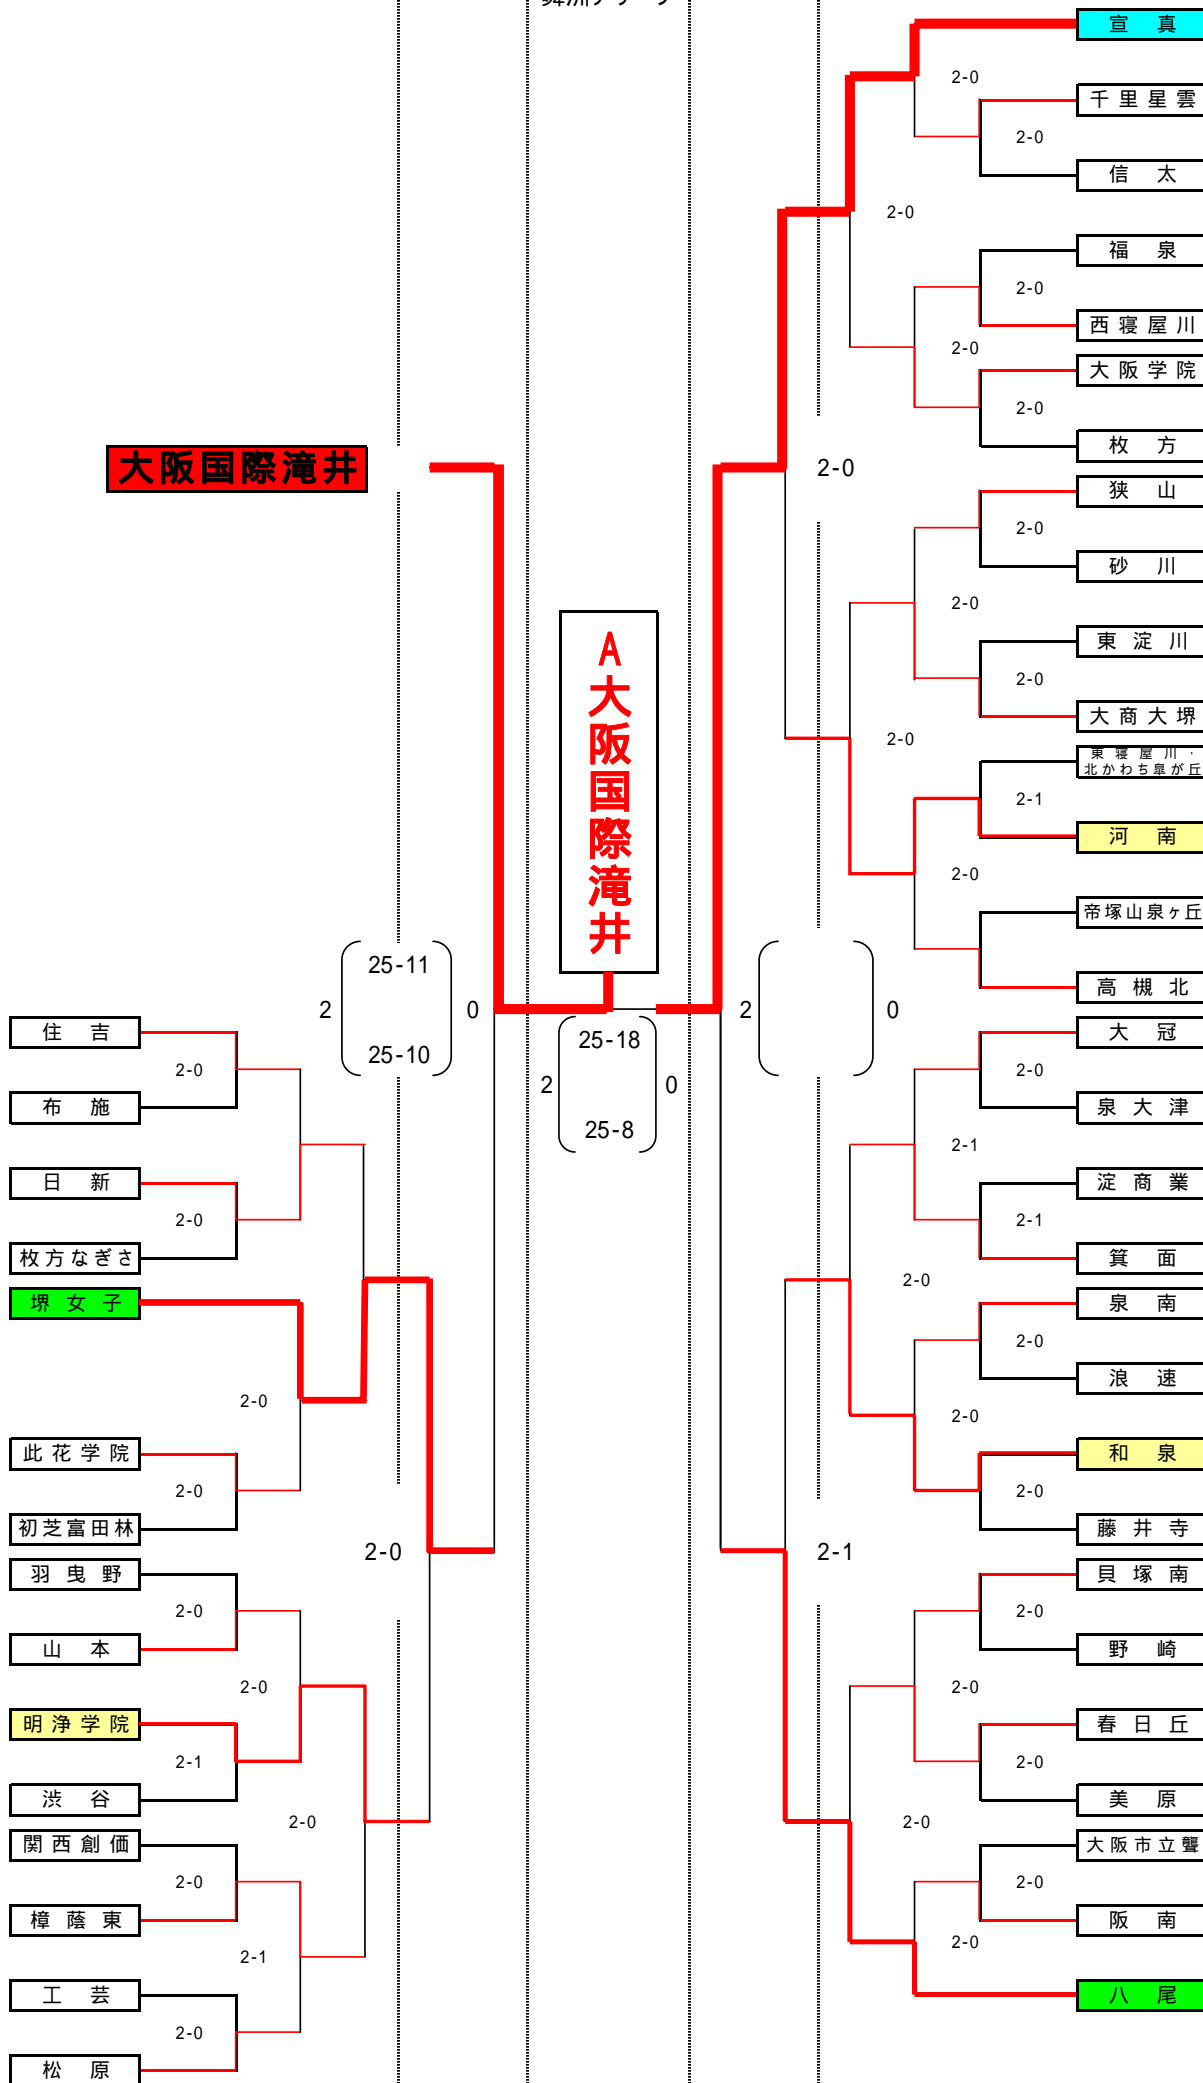 大阪国際滝井
A大阪国際滝井
25-11
2
0
25-10
25-18
2
0
25-8
2
0
住吉
2-0
布施
日新
2-0
枚方なぎさ
堺女子
2-0
此花学院
2-0
初芝富田林
2-0
羽曳野
2-0
山本
2-0
明浄学院
2-1
渋谷
2-0
関西創価
2-0
樟蔭東
2-1
工芸
2-0
松原
宣真
2-0
千里星雲
2-0
信太
2-0
福泉
2-0
西寝屋川
2-0
大阪学院
2-0
枚方
2-0
狭山
2-0
砂川
2-0
東淀川
2-0
大商大堺
2-0
東寝屋川・
北かわち皐が丘
2-1
河南
2-0
帝塚山泉ヶ丘
高槻北
大冠
2-0
泉大津
2-1
淀商業
2-1
箕面
2-0
泉南
2-0
浪速
2-0
和泉
2-0
藤井寺
2-1
貝塚南
2-0
野崎
2-0
春日丘
2-0
美原
2-0
大阪市立聾
2-0
阪南
2-0
八尾